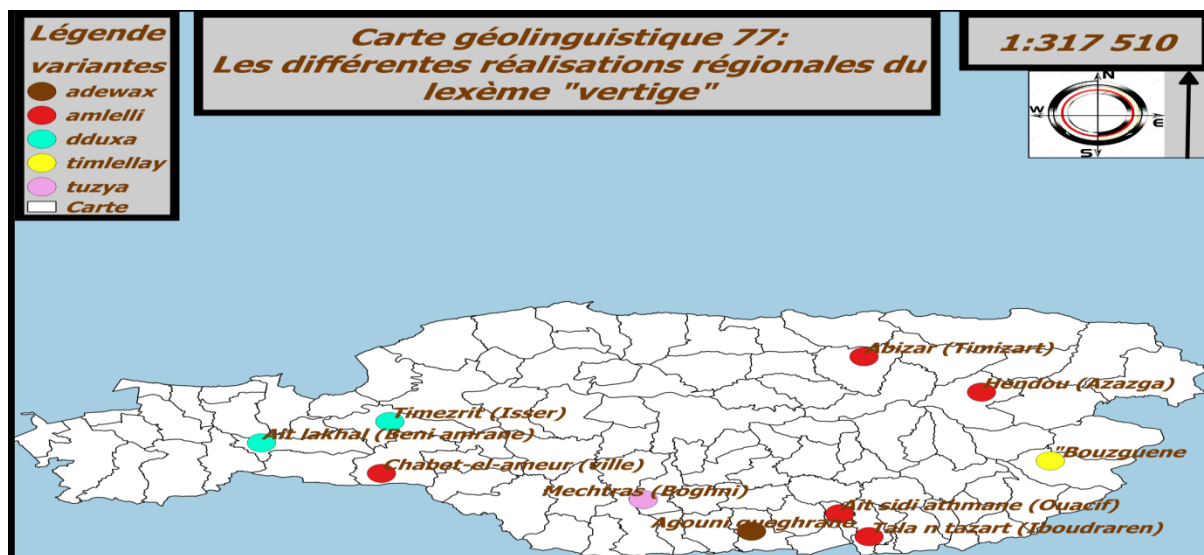 Légende
variantes
adewax
amlelli
dduxa
timlellay
tuzya
Carte
Carte géolinguistique 77:
Les différentes réalisations régionales du
lexème "vertige"
1:317 510
N
W
E
S
Abizar (Timizart)
Hendou (Azazga)
Timezrit (Isser)
Ait lakhal (Beni amrane)
"Bouzguene
Chabet-el-ameur (ville)
Mechtras (Boghni)
Ait sidi athmane (Ouacif)
Agouni gueghrane
Tala n tazart (Iboudraren)